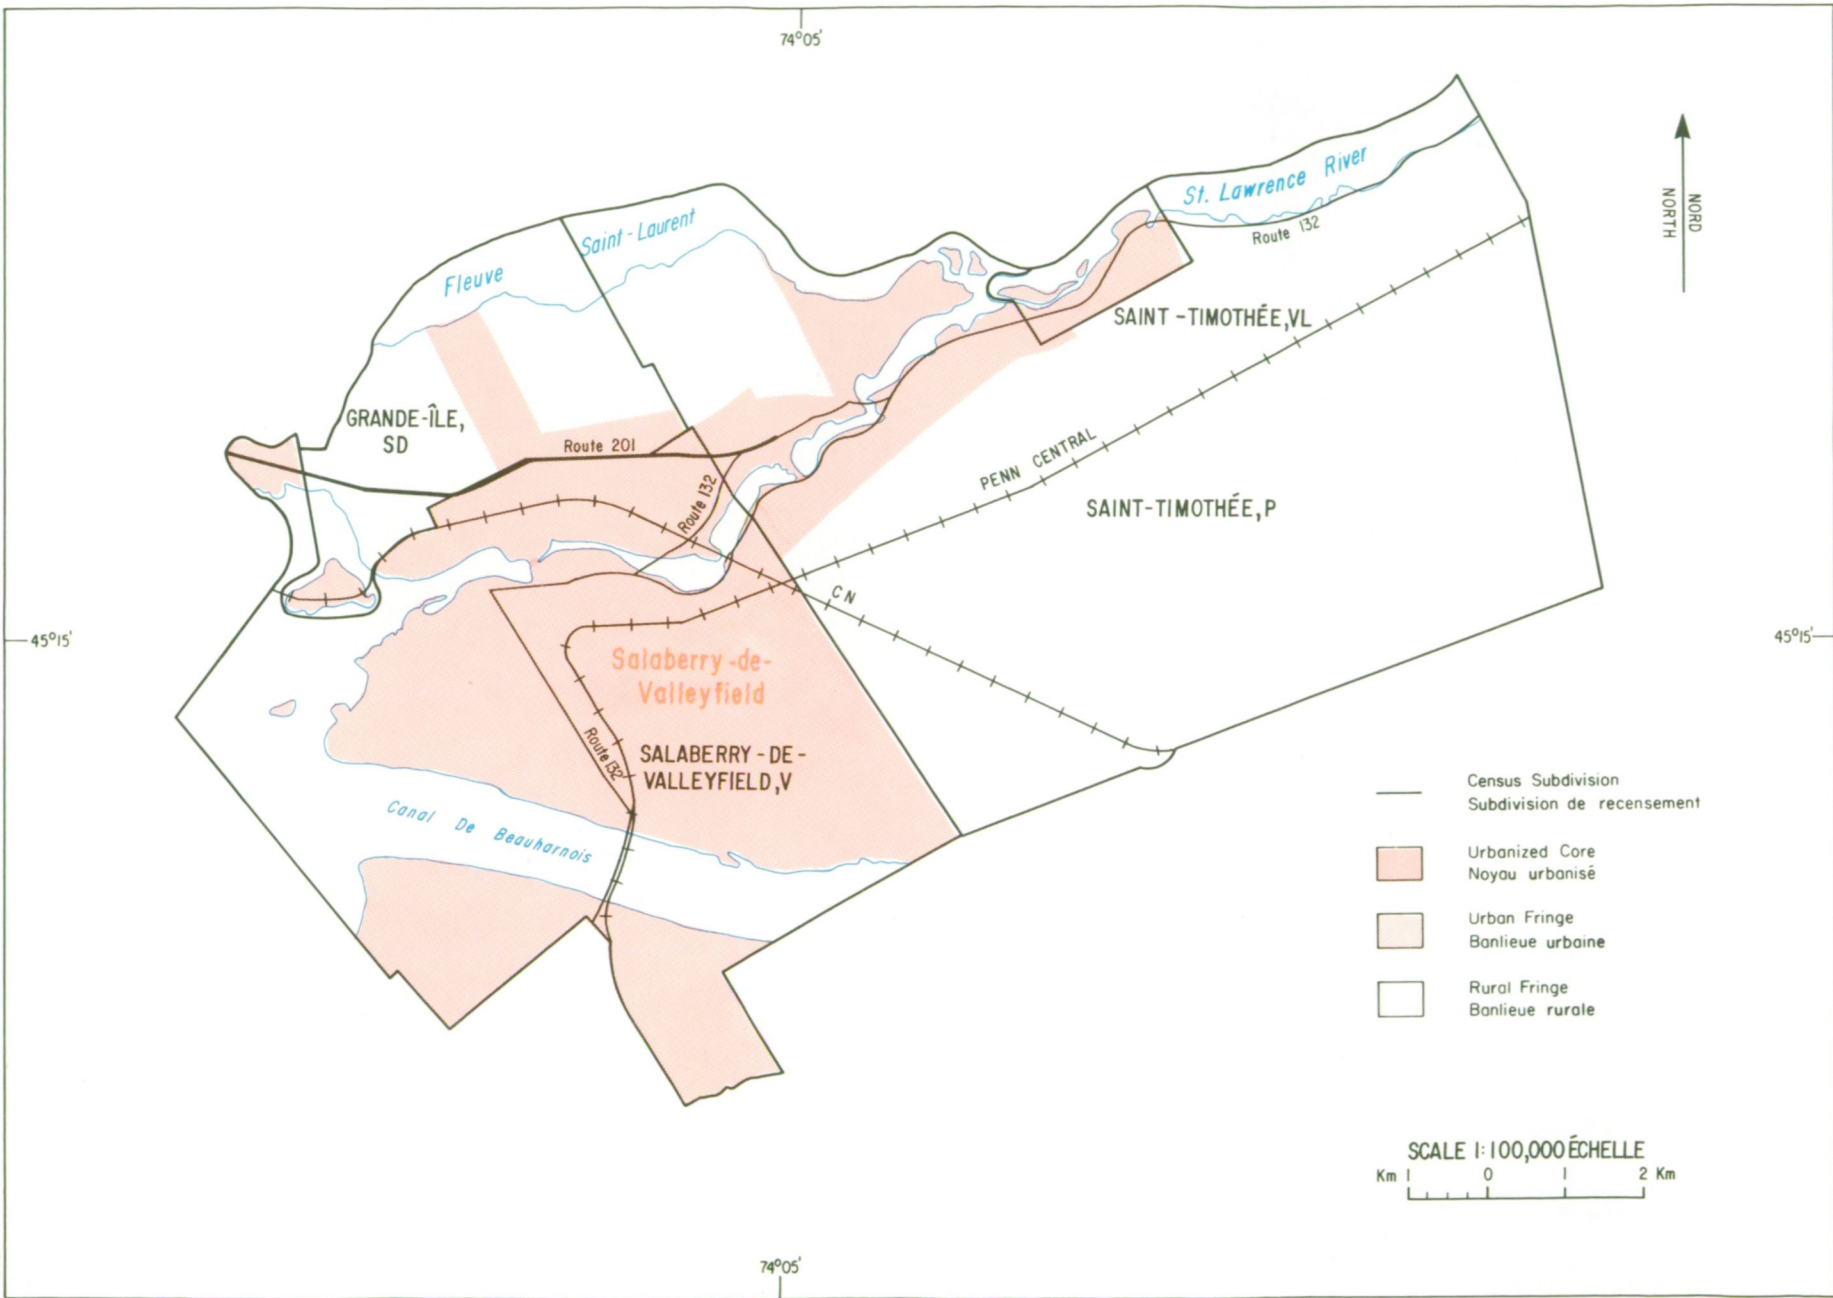 74°05'
St. Lawrence River
Route 132
NORD
NORTH
Saint-Laurent
Fleuve
SAINT-TIMOTHÉE,VL
GRANDE-ÎLE,
SD
Route 201
PENN CENTRAL
Route 132
SAINT-TIMOTHÉE,P
CN
45°15'
45°15'
Salaberry-de-
Valleyfield
Route 132
SALABERRY-DE-
VALLEYFIELD,V
Canal De Beauharnois
Census Subdivision
Subdivision de recensement
Urbanized Core
Noyau urbanisé
Urban Fringe
Banlieue urbaine
Rural Fringe
Banlieue rurale
SCALE 1:100,000 ÉCHELLE
Km 1 0 1 2 Km
74°05'